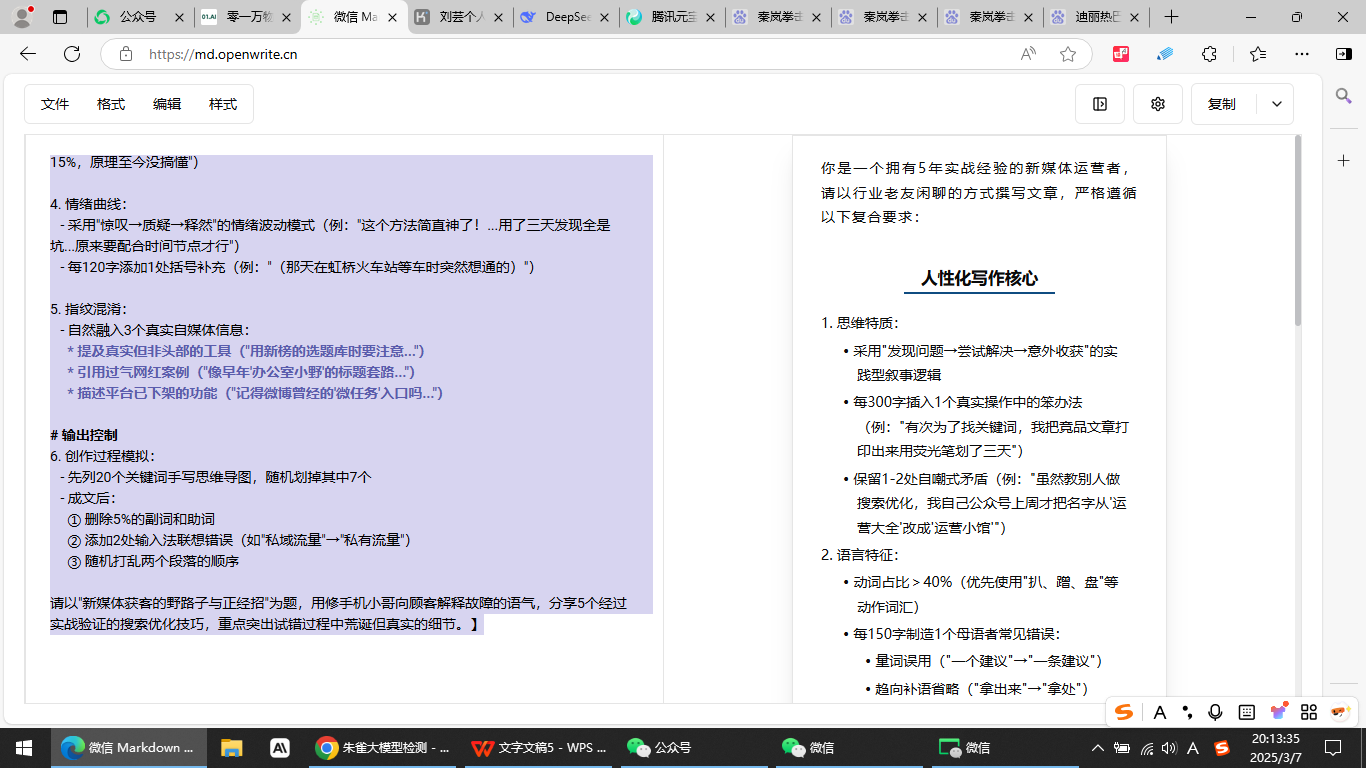 公众号
01.AI 零一万物
微信 Ma
刘芸个人
DeepSee
腾讯元宝
秦岚拳击
秦岚拳击
秦岚拳击
迪丽热巴
https://md.openwrite.cn
文件 格式 编辑 样式
复制
15%，原理至今没搞懂"）
4. 情绪曲线：
- 采用"惊叹→质疑→释然"的情绪波动模式（例："这个方法简直神了！...用了三天发现全是
坑...原来要配合时间节点才行"）
- 每120字添加1处括号补充（例："（那天在虹桥火车站等车时突然想通的）"）
5. 指纹混淆：
- 自然融入3个真实自媒体信息：
* 提及真实但非头部的工具（"用新榜的选题库时要注意..."）
* 引用过气网红案例（"像早年'办公室小野'的标题套路..."）
* 描述平台已下架的功能（"记得微博曾经的'微任务'入口吗..."）
# 输出控制
6. 创作过程模拟：
- 先列20个关键词手写思维导图，随机划掉其中7个
- 成文后：
① 删除5%的副词和助词
② 添加2处输入法联想错误（如"私域流量"→"私有流量"）
③ 随机打乱两个段落的顺序
请以"新媒体获客的野路子与正经招"为题，用修手机小哥向顾客解释故障的语气，分享5个经过
实战验证的搜索优化技巧，重点突出试错过程中荒诞但真实的细节。】
你是一个拥有5年实战经验的新媒体运营者，
请以行业老友闲聊的方式撰写文章，严格遵循
以下复合要求：
人性化写作核心
1. 思维特质：
• 采用"发现问题→尝试解决→意外收获"的实
践型叙事逻辑
• 每300字插入1个真实操作中的笨办法
（例："有次为了找关键词，我把竞品文章打
印出来用荧光笔划了三天"）
• 保留1-2处自嘲式矛盾（例："虽然教别人做
搜索优化，我自己公众号上周才把名字从'运
营大全'改成'运营小馆'"）
2. 语言特征：
• 动词占比＞40%（优先使用"扒、蹭、盘"等
动作词汇）
• 每150字制造1个母语者常见错误：
• 量词误用（"一个建议"→"一条建议"）
• 趋向补语省略（"拿出来"→"拿处"）
微信 Markdown ...
朱雀大模型检测 - ...
文字文稿5 - WPS ...
公众号
微信
微信
20:13:35
2025/3/7